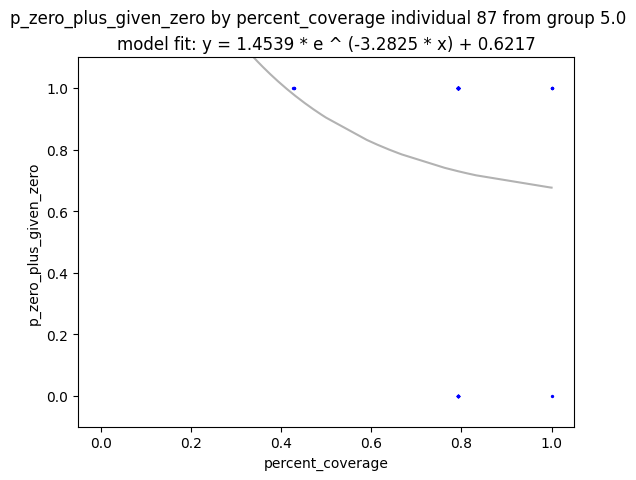 p_zero_plus_given_zero by percent_coverage individual 87 from group 5.0
model fit: y = 1.4539 * e ^ (-3.2825 * x) + 0.6217
1.0
0.8
0.6
0.4
0.2
0.0
p_zero_plus_given_zero
0.0 0.2 0.4 0.6 0.8 1.0
percent_coverage